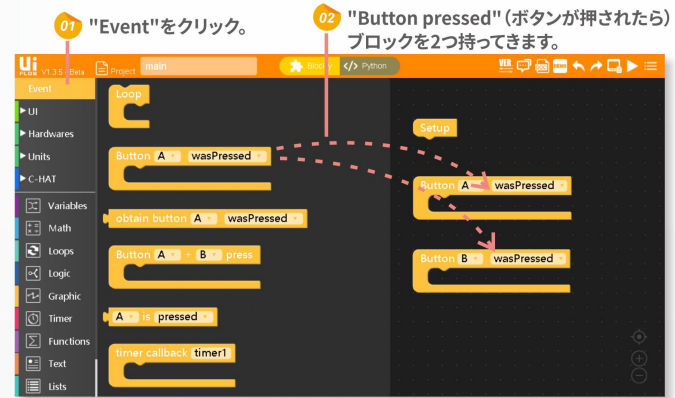 01 "Event"をクリック。
02 "Button pressed"（ボタンが押されたら）
ブロックを2つ持ってきます。
Ui
FLOW V1.3.5 - Beta
Project main
Blockly
</> Python
VER
Event
UI
Hardwares
Units
C-HAT
Variables
Math
Loops
Logic
Graphic
Timer
Functions
Text
Lists
Loop
Button A wasPressed
obtain button A wasPressed
Button A + B press
A is pressed
timer callback timer1
Setup
Button A wasPressed
Button B wasPressed